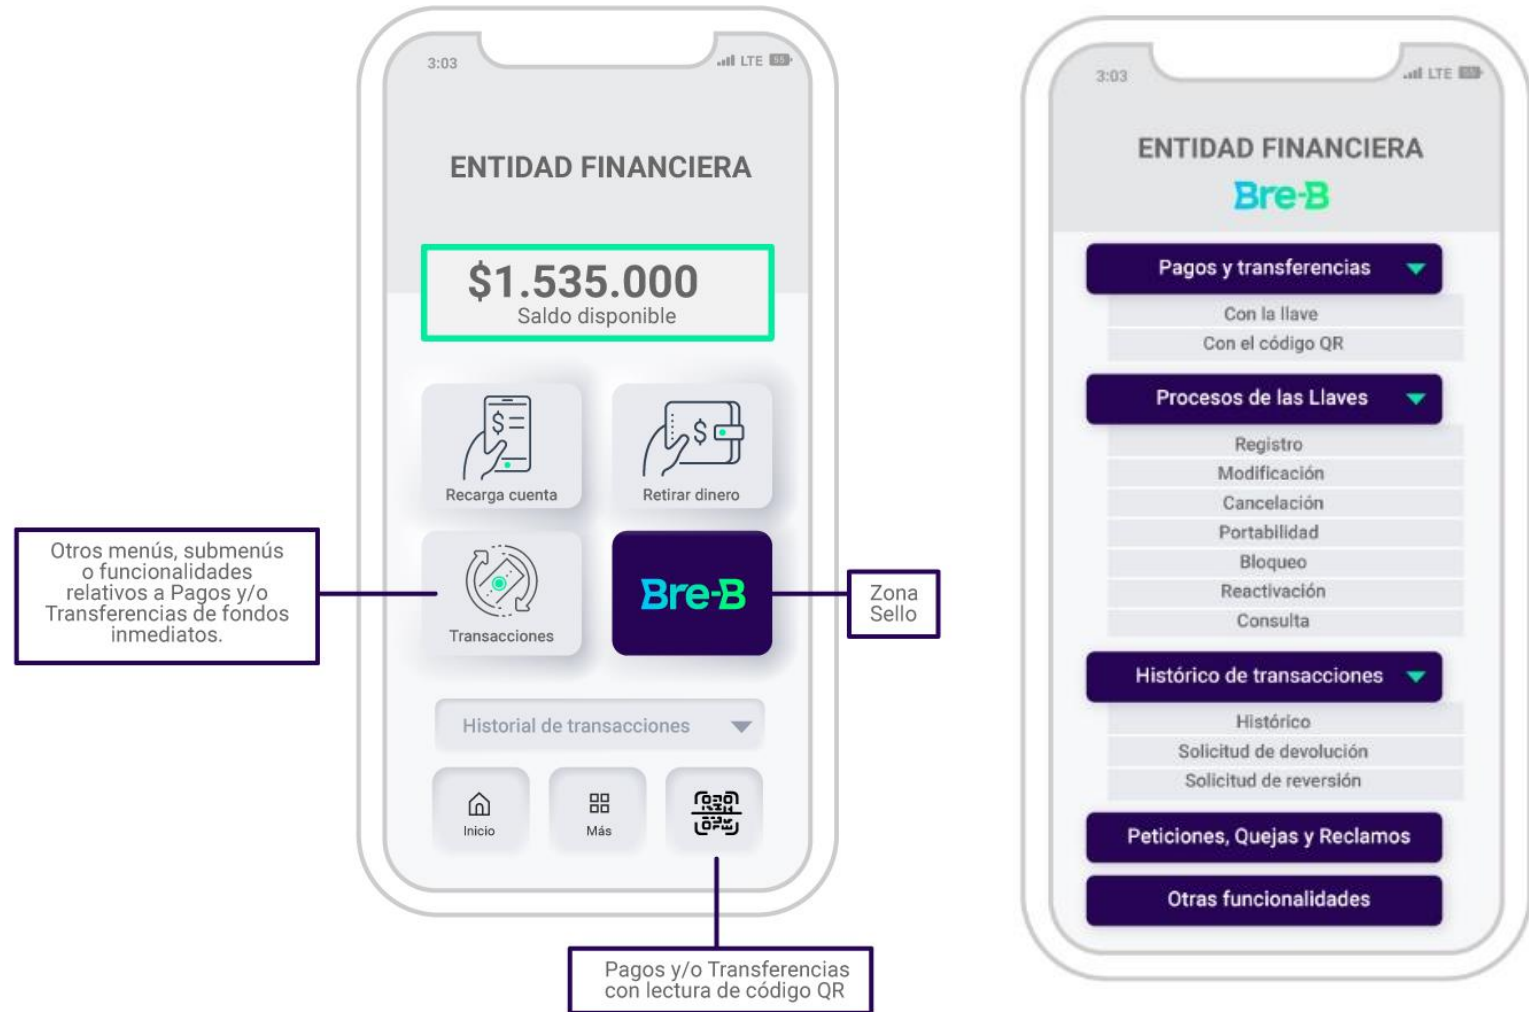 3:03
LTE 55
ENTIDAD FINANCIERA
$1.535.000
Saldo disponible
$
Recarga cuenta
$
Retirar dinero
Transacciones
Bre-B
Otros menús, submenús
o funcionalidades
relativos a Pagos y/o
Transferencias de fondos
inmediatos.
Zona
Sello
Historial de transacciones
Inicio
Más
Pagos y/o Transferencias
con lectura de código QR
3:03
LTE 55
ENTIDAD FINANCIERA
Bre-B
Pagos y transferencias
Con la llave
Con el código QR
Procesos de las Llaves
Registro
Modificación
Cancelación
Portabilidad
Bloqueo
Reactivación
Consulta
Histórico de transacciones
Histórico
Solicitud de devolución
Solicitud de reversión
Peticiones, Quejas y Reclamos
Otras funcionalidades